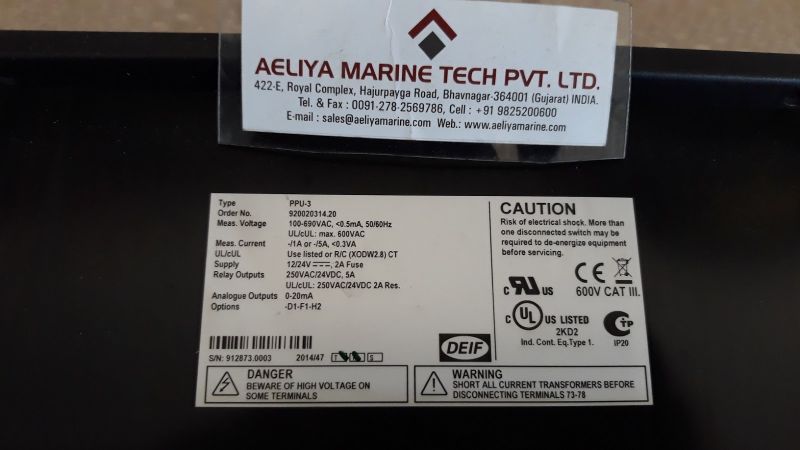 AELIYA MARINE TECH PVT. LTD.
422-E, Royal Complex, Hajurpayga Road, Bhavnagar-364001 (Gujarat) INDIA.
Tel. & Fax : 0091-278-2569786, Cell : +91 9825200600
E-mail : sales@aeliyamarine.com Web.: www.aeliyamarine.com
Type PPU-3
Order No. 920020314.20
Meas. Voltage 100-690VAC, <0.5mA, 50/60Hz
UL/cUL: max. 600VAC
Meas. Current -/1A or -/5A, <0.3VA
UL/cUL Use listed or R/C (XODW2.8) CT
Supply 12/24V ⎓, 2A Fuse
Relay Outputs 250VAC/24VDC, 5A
UL/cUL: 250VAC/24VDC 2A Res.
Analogue Outputs 0-20mA
Options -D1-F1-H2
S/N: 912873.0003 2014/47 T S
DEIF
CAUTION
Risk of electrical shock. More than
one disconnected switch may be
required to de-energize equipment
before servicing.
CE
c UR us 600V CAT III.
c UL US LISTED
2KD2
Ind. Cont. Eq.Type 1.
IP20
DANGER
BEWARE OF HIGH VOLTAGE ON
SOME TERMINALS
WARNING
SHORT ALL CURRENT TRANSFORMERS BEFORE
DISCONNECTING TERMINALS 73-78